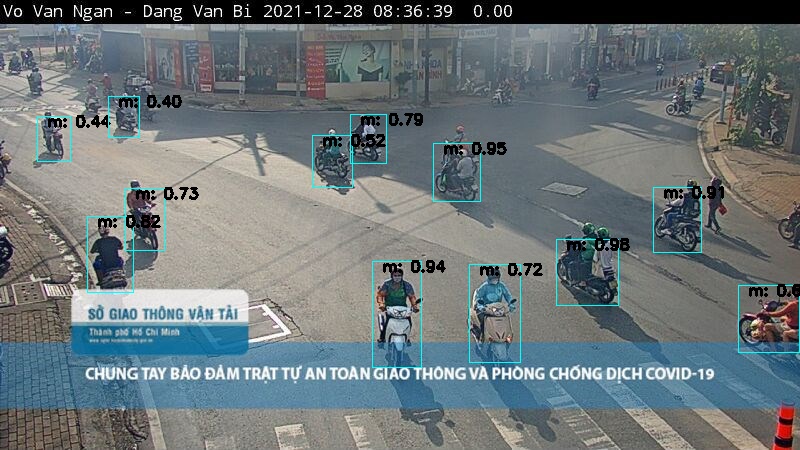 Vo Van Ngan - Dang Van Bi 2021-12-28 08:36:39 0.00
m: 0.44
m: 0.40
m: 0.79
m: 0.52
m: 0.95
m: 0.73
m: 0.91
m: 0.82
m: 0.98
m: 0.94
m: 0.72
SỞ GIAO THÔNG VẬN TẢI
Thành phố Hồ Chí Minh
CHUNG TAY BẢO ĐẢM TRẬT TỰ AN TOÀN GIAO THÔNG VÀ PHÒNG CHỐNG DỊCH COVID-19